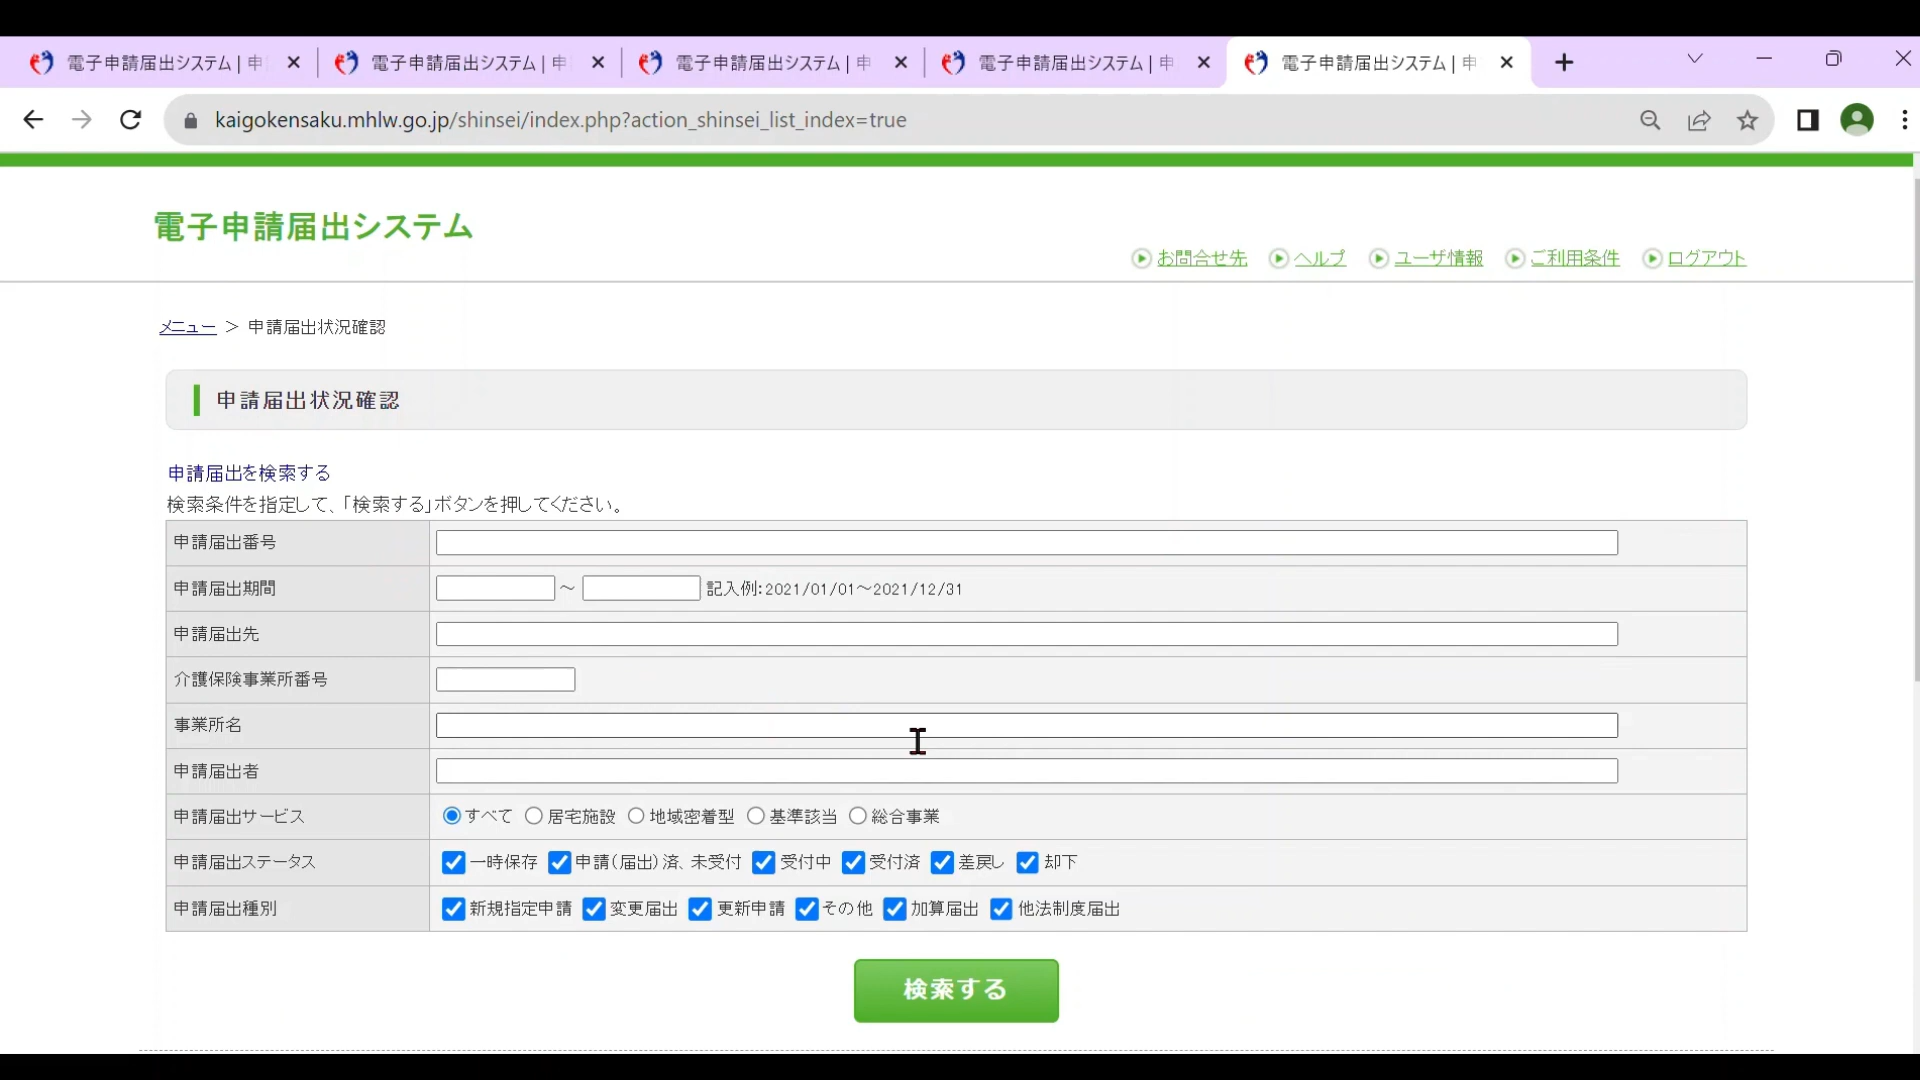 電子申請届出システム | 申
電子申請届出システム | 申
電子申請届出システム | 申
電子申請届出システム | 申
電子申請届出システム | 申
kaigokensaku.mhlw.go.jp/shinsei/index.php?action_shinsei_list_index=true
電子申請届出システム
お問合せ先 ヘルプ ユーザ情報 ご利用条件 ログアウト
メニュー > 申請届出状況確認
申請届出状況確認
申請届出を検索する
検索条件を指定して、「検索する」ボタンを押してください。
申請届出番号
申請届出期間 ～ 記入例:2021/01/01～2021/12/31
申請届出先
介護保険事業所番号
事業所名
申請届出者
申請届出サービス すべて 居宅施設 地域密着型 基準該当 総合事業
申請届出ステータス 一時保存 申請(届出)済、未受付 受付中 受付済 差戻し 却下
申請届出種別 新規指定申請 変更届出 更新申請 その他 加算届出 他法制度届出
検索する